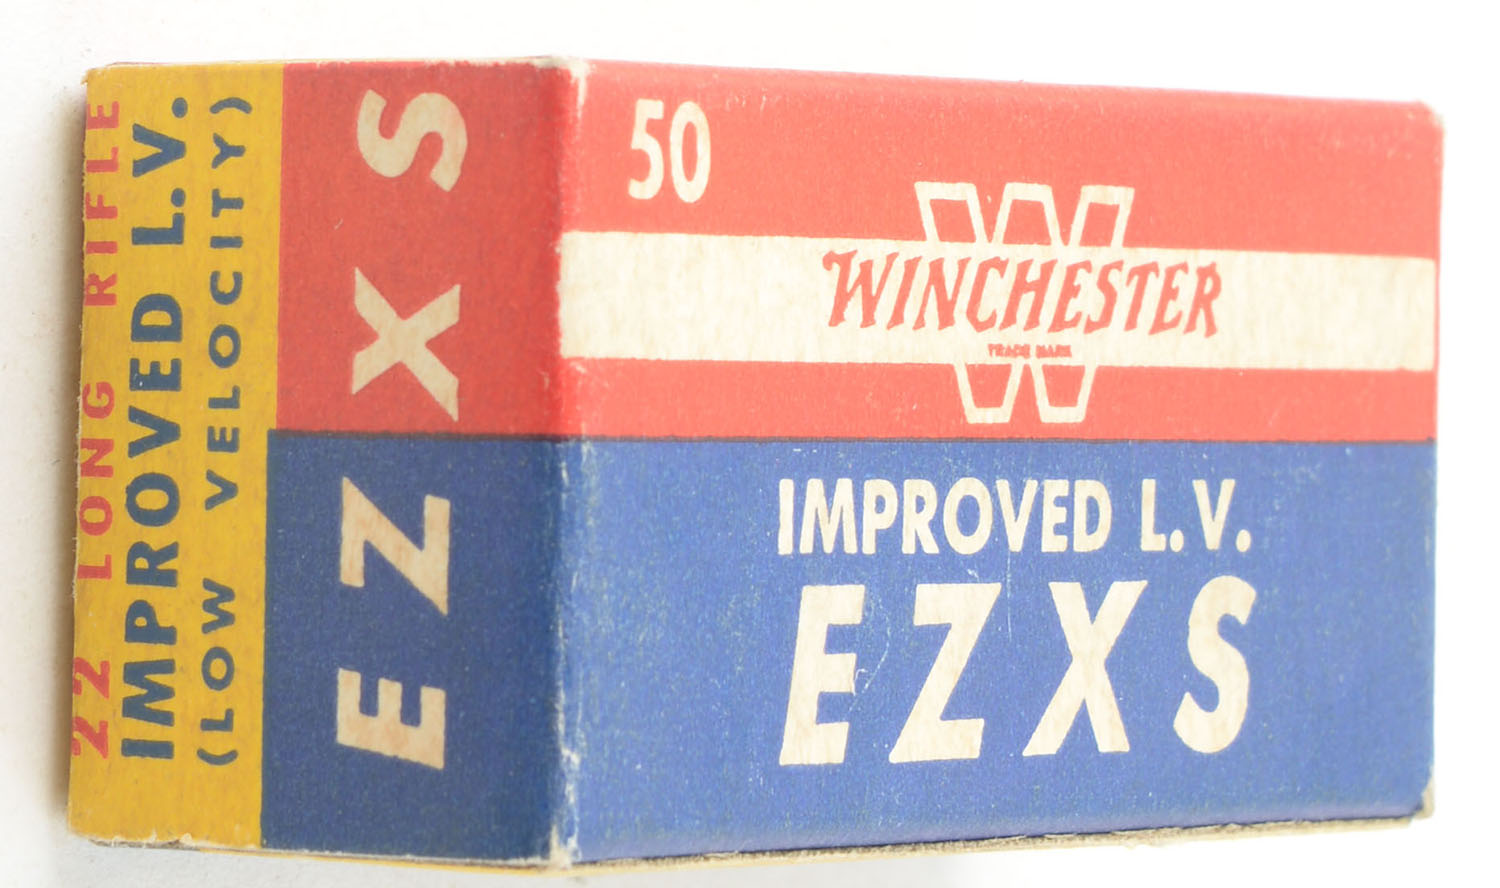 22 LONG RIFLE
IMPROVED L.V.
(LOW VELOCITY)
EZXS
50
W
WINCHESTER
TRADE MARK
IMPROVED L.V.
EZXS